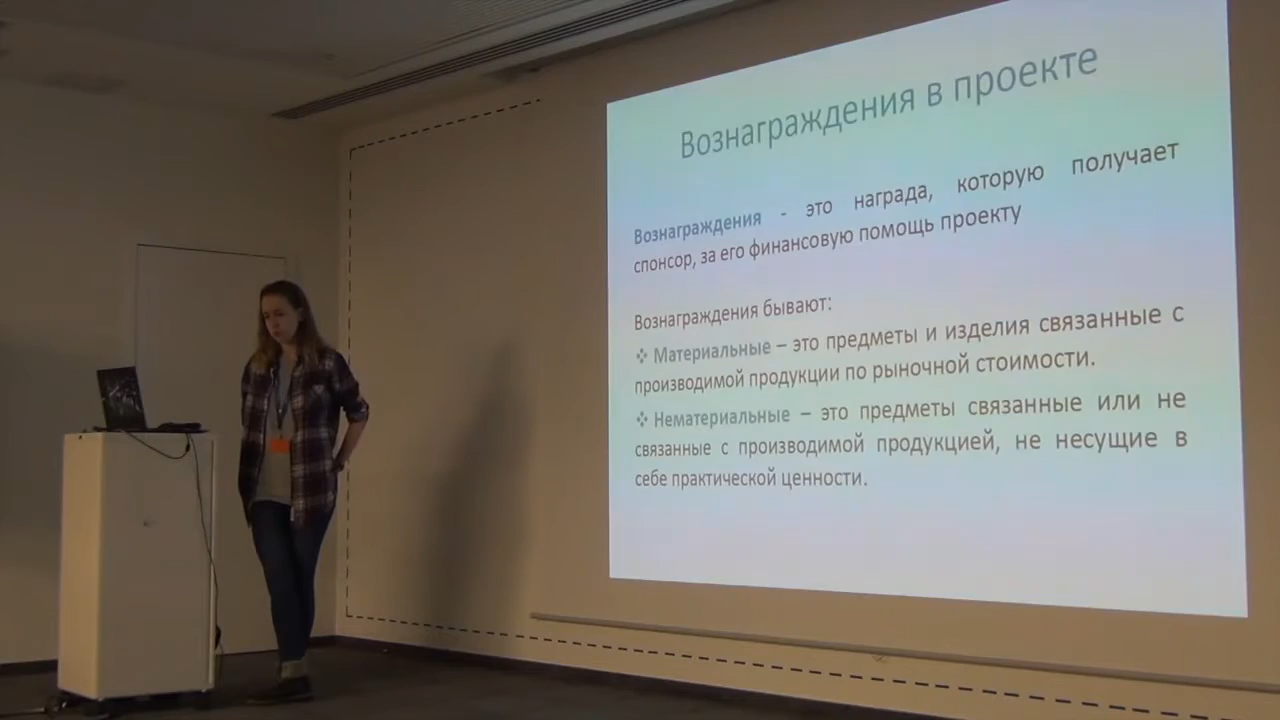 Вознаграждения в проекте
Вознаграждения - это награда, которую получает
спонсор, за его финансовую помощь проекту
Вознаграждения бывают:
❖ Материальные – это предметы и изделия связанные с
производимой продукции по рыночной стоимости.
❖ Нематериальные – это предметы связанные или не
связанные с производимой продукцией, не несущие в
себе практической ценности.